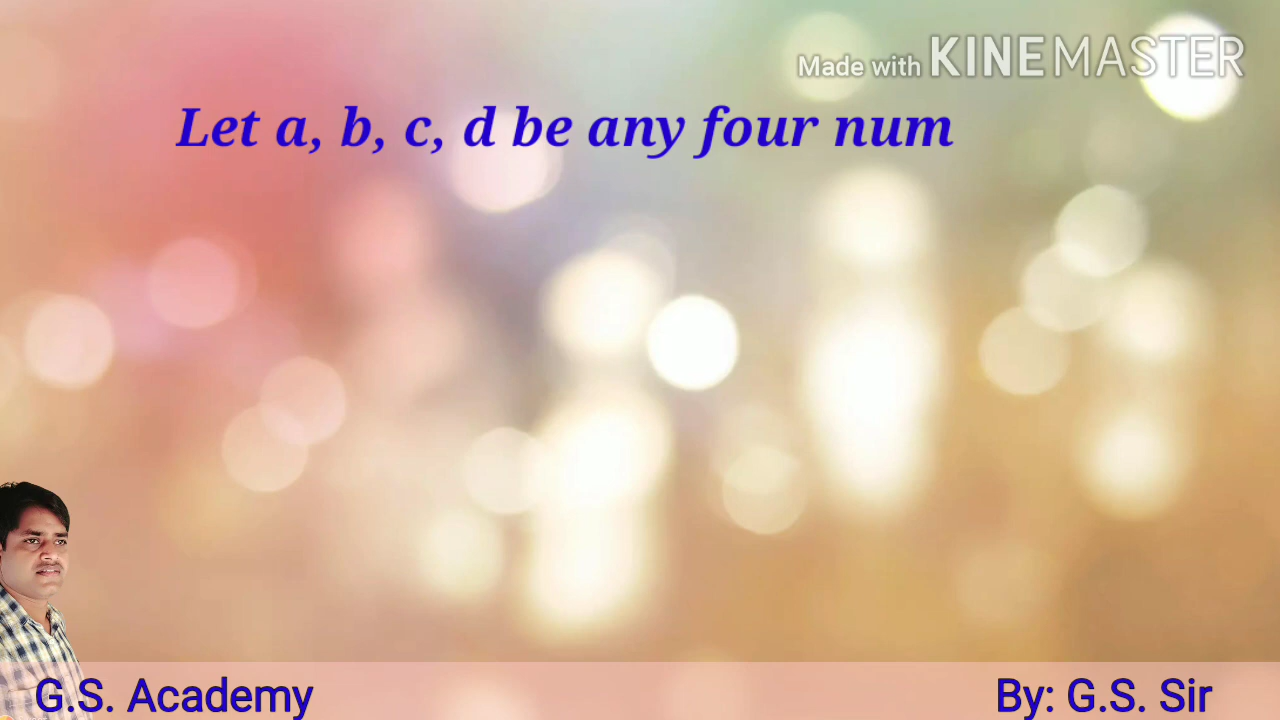 Made with KINEMASTER
Let a, b, c, d be any four num
G.S. Academy
By: G.S. Sir